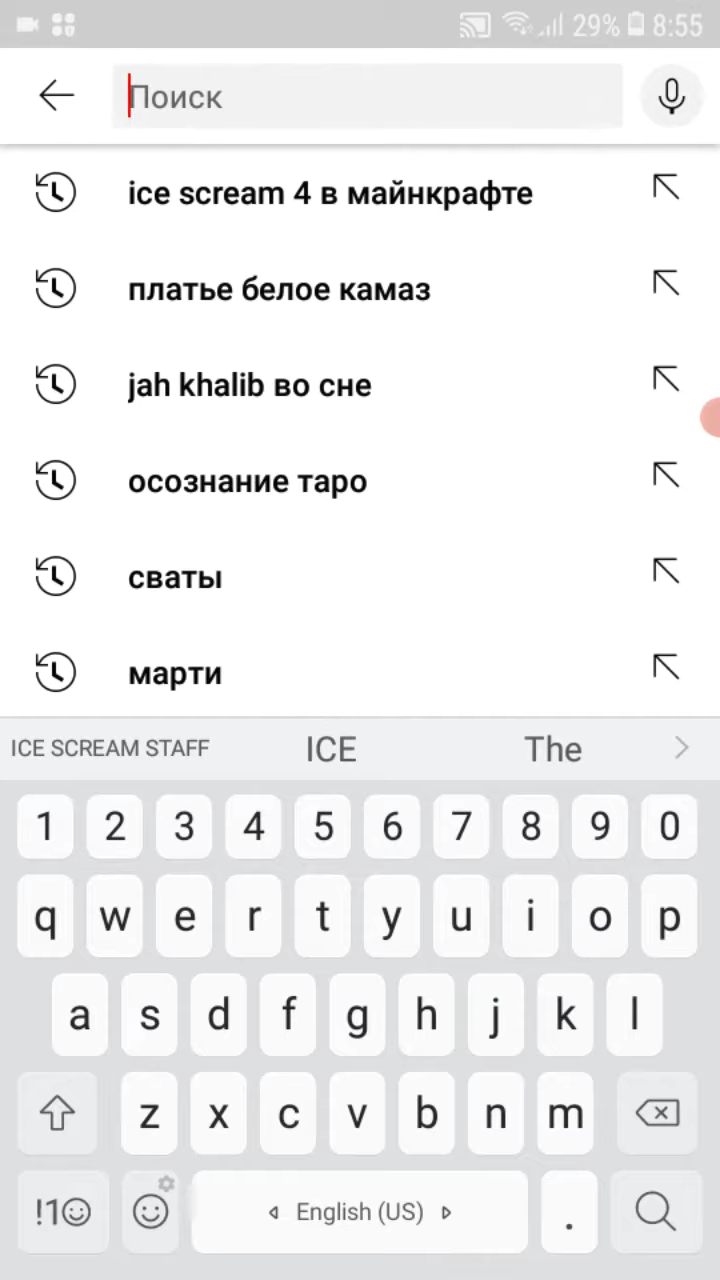 29% 8:55
Поиск
ice scream 4 в майнкрафте
платье белое камаз
jah khalib во сне
осознание таро
сваты
марти
ICE SCREAM STAFF ICE The
1 2 3 4 5 6 7 8 9 0
q w e r t y u i o p
a s d f g h j k l
z x c v b n m
!1☺ English (US) .